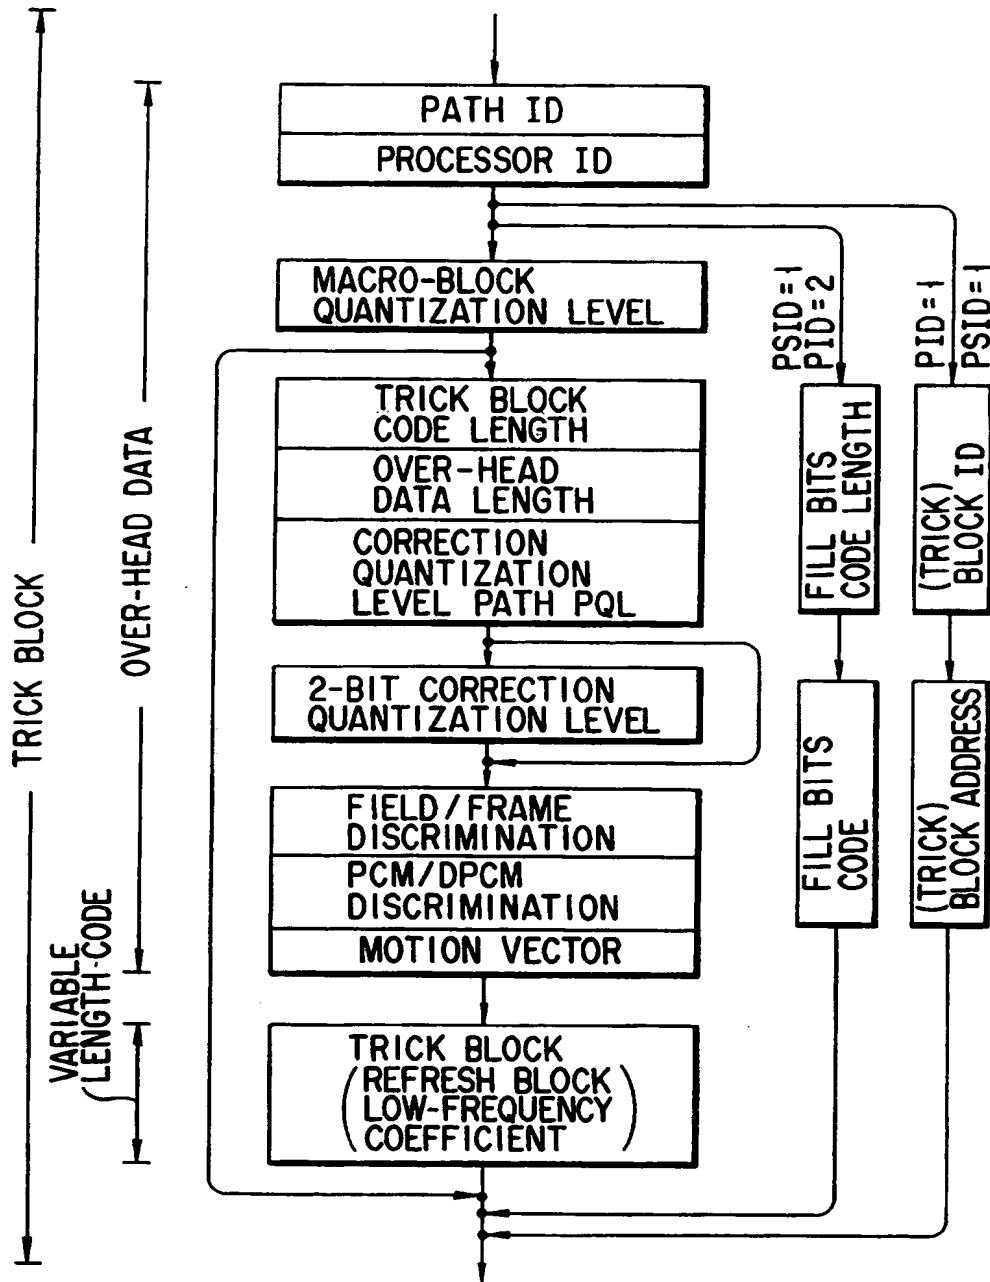 TRICK BLOCK
OVER-HEAD DATA
VARIABLE
LENGTH-CODE
PATH ID
PROCESSOR ID
MACRO-BLOCK
QUANTIZATION LEVEL
TRICK BLOCK
CODE LENGTH
OVER-HEAD
DATA LENGTH
CORRECTION
QUANTIZATION
LEVEL PATH PQL
2-BIT CORRECTION
QUANTIZATION LEVEL
FIELD/FRAME
DISCRIMINATION
PCM/DPCM
DISCRIMINATION
MOTION VECTOR
TRICK BLOCK
(REFRESH BLOCK
LOW-FREQUENCY
COEFFICIENT)
PSID=1
PID=2
FILL BITS
CODE LENGTH
FILL BITS
CODE
PID=1
PSID=1
(TRICK)
BLOCK ID
(TRICK)
BLOCK ADDRESS